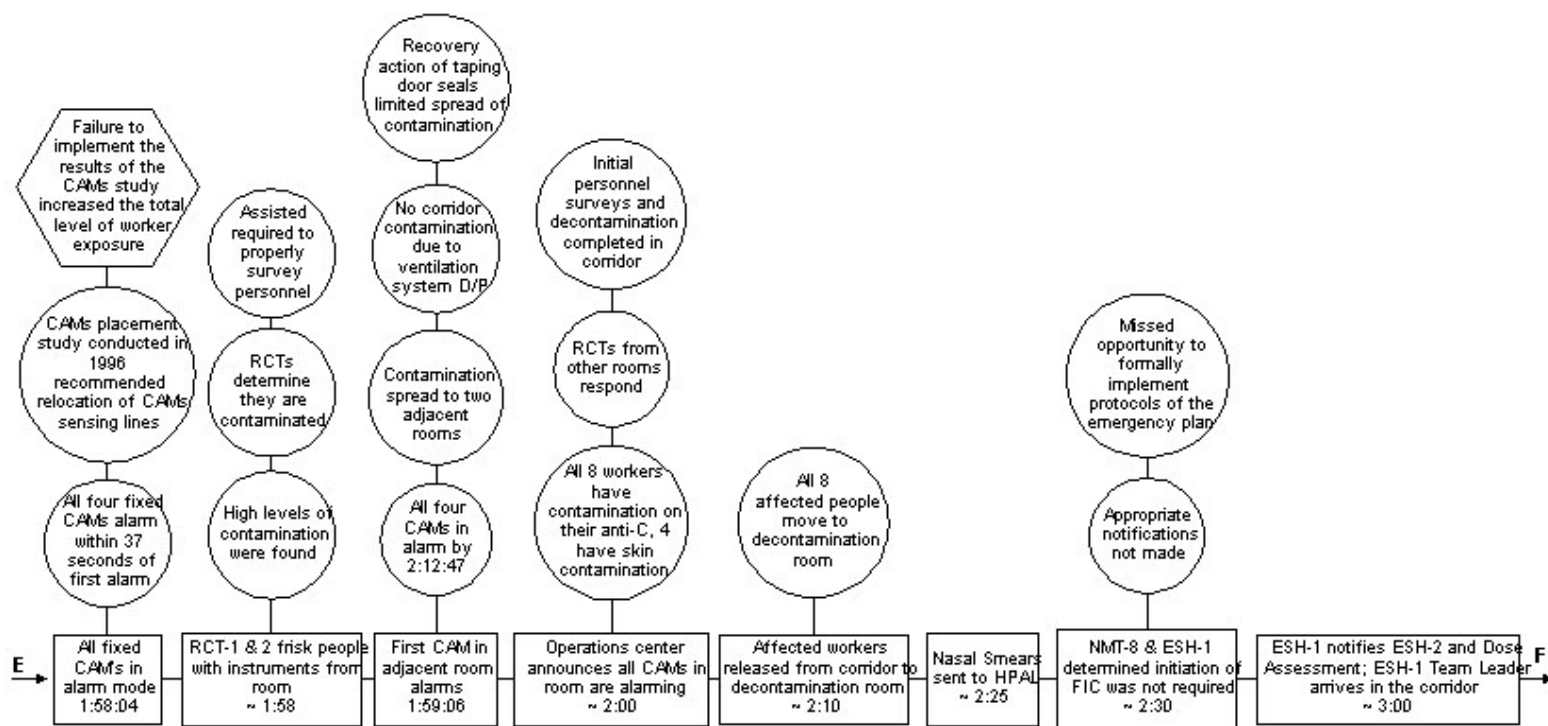 Failure to
implement the
results of the
CAMs study
increased the total
level of worker
exposure
CAMs placement
study conducted in
1996
recommended
relocation of CAMs
sensing lines
All four fixed
CAMs alarm
within 37
seconds of
first alarm
All fixed
CAM's in
alarm mode
1:58:04
Assisted
required to
properly
survey
personnel
RCTs
determine
they are
contaminated
High levels of
contamination
were found
RCT-1 & 2 frisk people
with instruments from
room
~ 1:58
Recovery
action of taping
door seals
limited spread of
contamination
No corridor
contamination
due to
ventilation
system D/P
Contamination
spread to two
adjacent
rooms
All four
CAMs in
alarm by
2:12:47
First CAM in
adjacent room
alarms
1:59:06
Initial
personnel
surveys and
decontamination
completed in
corridor
RCTs from
other rooms
respond
All 8 workers
have
contamination on
their anti-C, 4
have skin
contamination
Operations center
announces all CAMs in
room are alarming
~ 2:00
All 8
affected people
move to
decontamination
room
Affected workers
released from corridor to
decontamination room
~ 2:10
Nasal Smears
sent to HPAL
~ 2:25
Missed
opportunity to
formally
implement
protocols of the
emergency plan
Appropriate
notifications
not made
NMT-8 & ESH-1
determined initiation of
FIC was not required
~ 2:30
ESH-1 notifies ESH-2 and Dose
Assessment; ESH-1 Team Leader
arrives in the corridor
~ 3:00
E
F